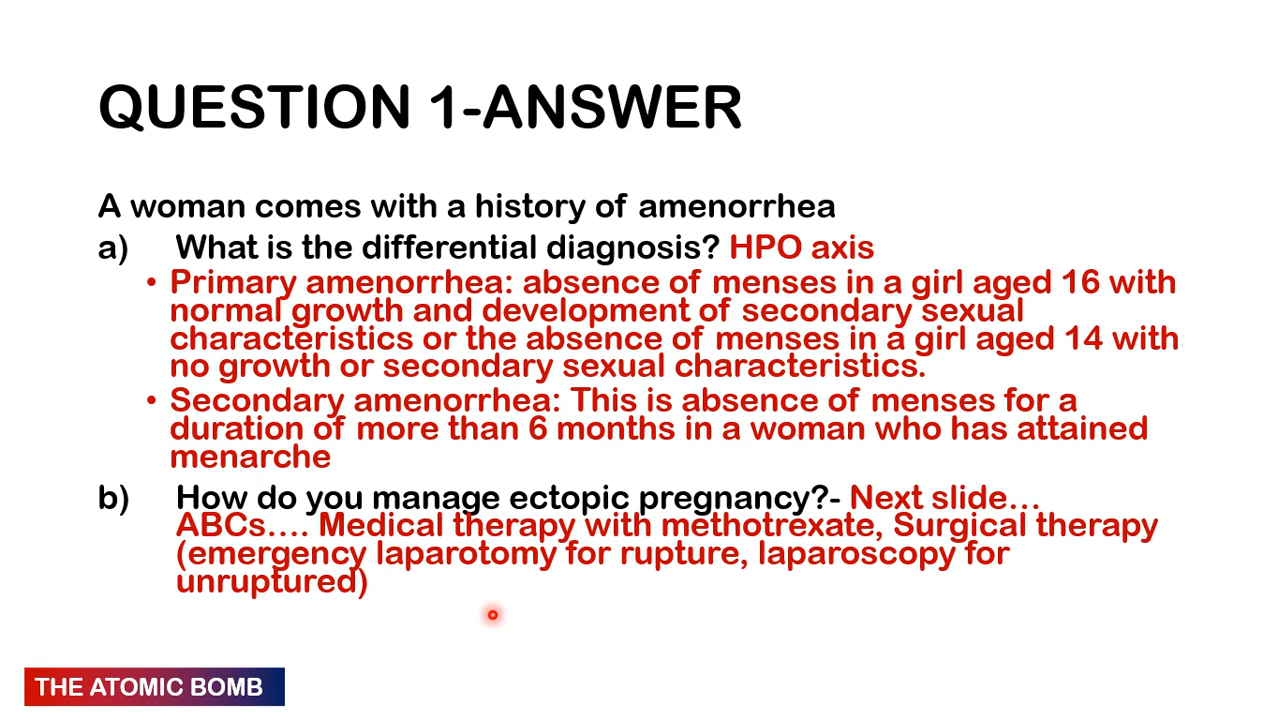 QUESTION 1-ANSWER
A woman comes with a history of amenorrhea
a) What is the differential diagnosis? HPO axis
• Primary amenorrhea: absence of menses in a girl aged 16 with
normal growth and development of secondary sexual
characteristics or the absence of menses in a girl aged 14 with
no growth or secondary sexual characteristics.
• Secondary amenorrhea: This is absence of menses for a
duration of more than 6 months in a woman who has attained
menarche
b) How do you manage ectopic pregnancy?- Next slide…
ABCs…. Medical therapy with methotrexate, Surgical therapy
(emergency laparotomy for rupture, laparoscopy for
unruptured)
THE ATOMIC BOMB